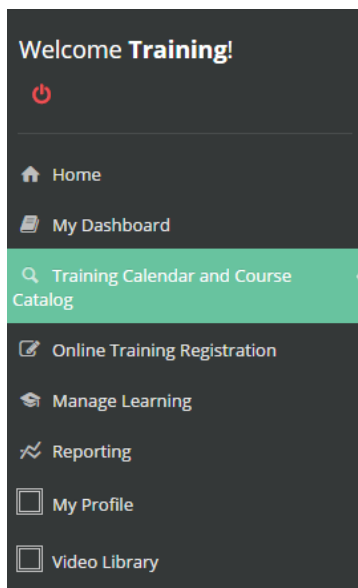 Welcome Training!
Home
My Dashboard
Training Calendar and Course
Catalog
Online Training Registration
Manage Learning
Reporting
My Profile
Video Library